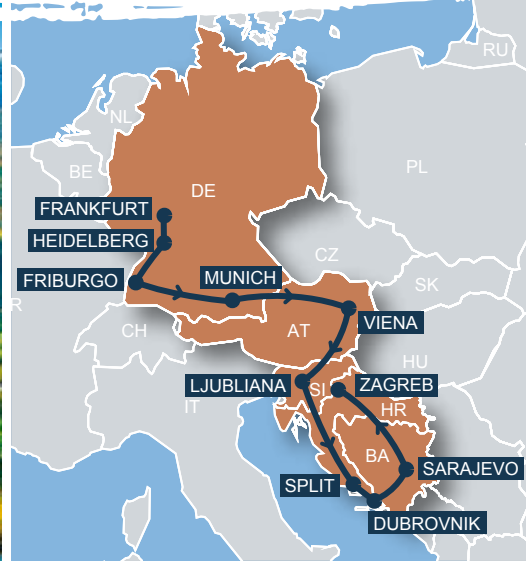 RU
NL
PL
BE
DE
FRANKFURT
HEIDELBERG
CZ
FRIBURGO
MUNICH
SK
R
CH
AT
VIENA
HU
LJUBLIANA
SI
ZAGREB
IT
HR
BA
SARAJEVO
SPLIT
DUBROVNIK